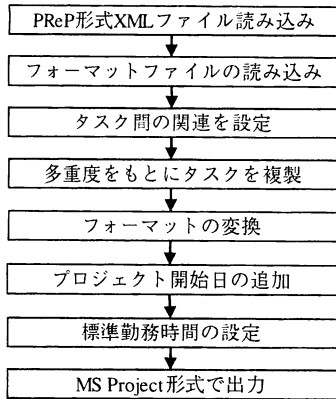 PReP形式XMLファイル読み込み
フォーマットファイルの読み込み
タスク間の関連を設定
多重度をもとにタスクを複製
フォーマットの変換
プロジェクト開始日の追加
標準勤務時間の設定
MS Project形式で出力